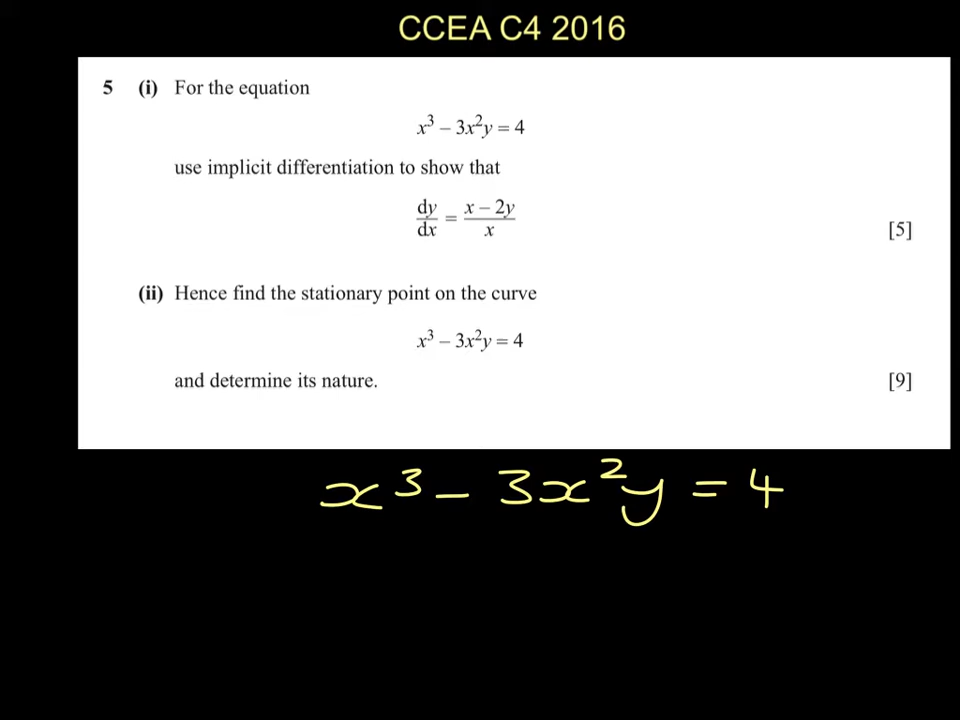 CCEA C4 2016
5 (i) For the equation
x³ – 3x²y = 4
use implicit differentiation to show that
dy/dx = (x – 2y)/x
[5]
(ii) Hence find the stationary point on the curve
x³ – 3x²y = 4
and determine its nature. [9]
x³ – 3x²y = 4